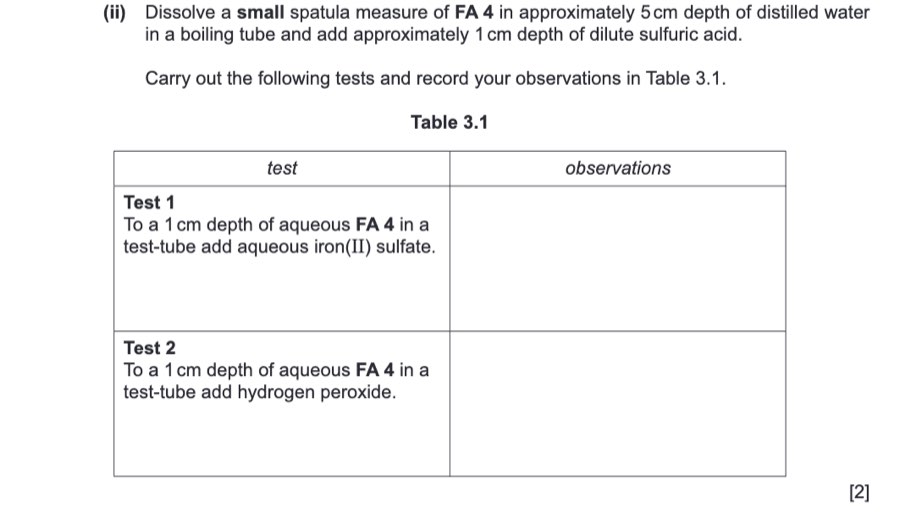 (ii) Dissolve a small spatula measure of FA 4 in approximately 5 cm depth of distilled water
in a boiling tube and add approximately 1 cm depth of dilute sulfuric acid.
Carry out the following tests and record your observations in Table 3.1.
Table 3.1
test observations
Test 1
To a 1 cm depth of aqueous FA 4 in a
test-tube add aqueous iron(II) sulfate.
Test 2
To a 1 cm depth of aqueous FA 4 in a
test-tube add hydrogen peroxide.
[2]